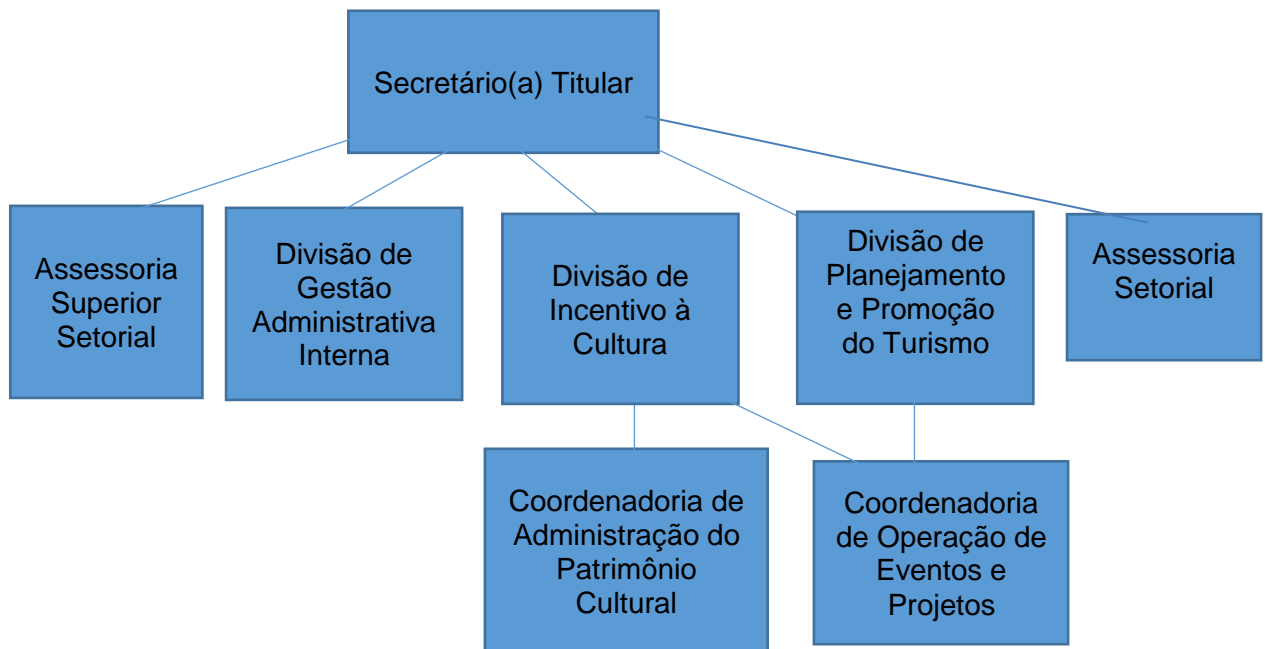 Secretário(a) Titular
Assessoria
Superior
Setorial
Divisão de
Gestão
Administrativa
Interna
Divisão de
Incentivo à
Cultura
Divisão de
Planejamento
e Promoção
do Turismo
Assessoria
Setorial
Coordenadoria de
Administração do
Patrimônio
Cultural
Coordenadoria
de Operação de
Eventos e
Projetos